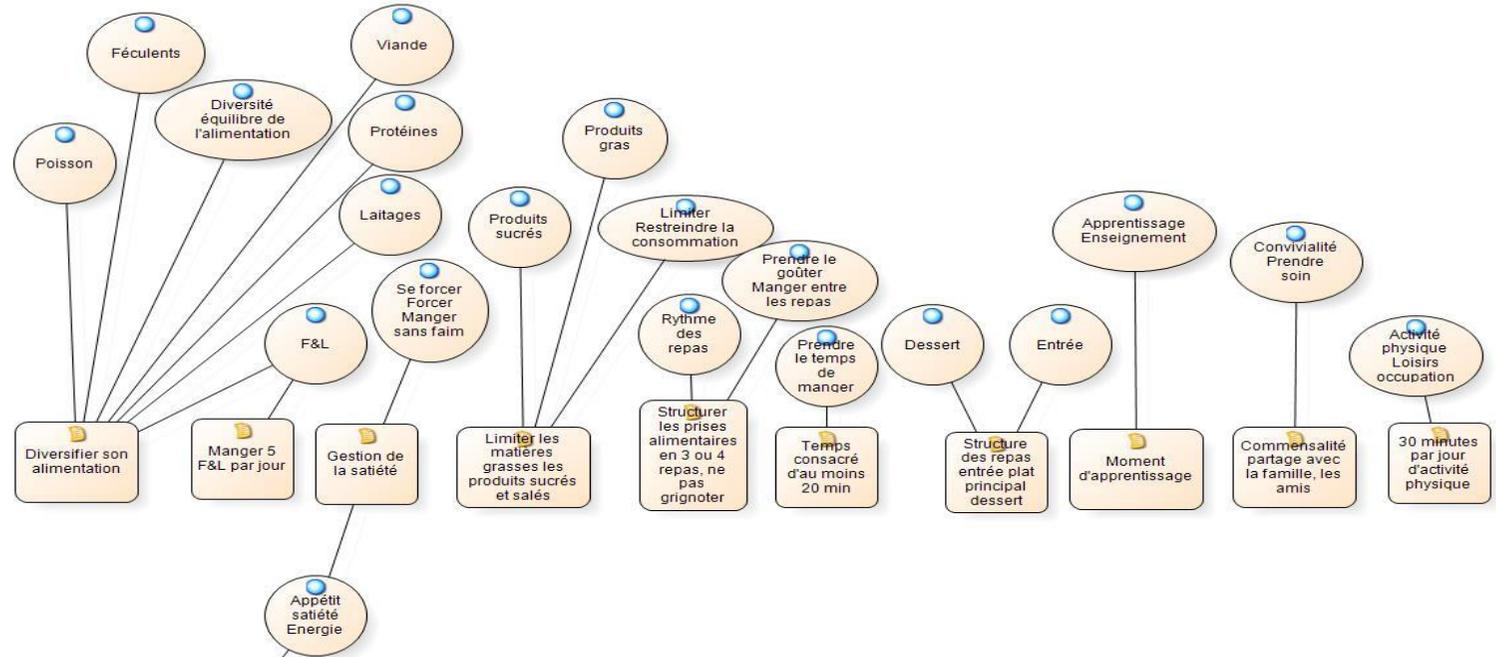 Féculents
Viande
Diversité
équilibre de
l'alimentation
Protéines
Poisson
Produits
gras
Laitages
Produits
sucrés
Limiter
Restreindre la
consommation
Apprentissage
Enseignement
Convivialité
Prendre
soin
Prendre le
goûter
Manger entre
les repas
Se forcer
Forcer
Manger
sans faim
F&L
Rythme
des
repas
Prendre
le temps
de
manger
Dessert
Entrée
Activité
physique
Loisirs
occupation
Diversifier son
alimentation
Manger 5
F&L par jour
Gestion de
la satiété
Limiter les
matières
grasses les
produits sucrés
et salés
Structurer
les prises
alimentaires
en 3 ou 4
repas, ne
pas
grignoter
Temps
consacré
d'au moins
20 min
Structure
des repas
entrée plat
principal
dessert
Moment
d'apprentissage
Commensalité
partage avec
la famille, les
amis
30 minutes
par jour
d'activité
physique
Appétit
satiété
Energie